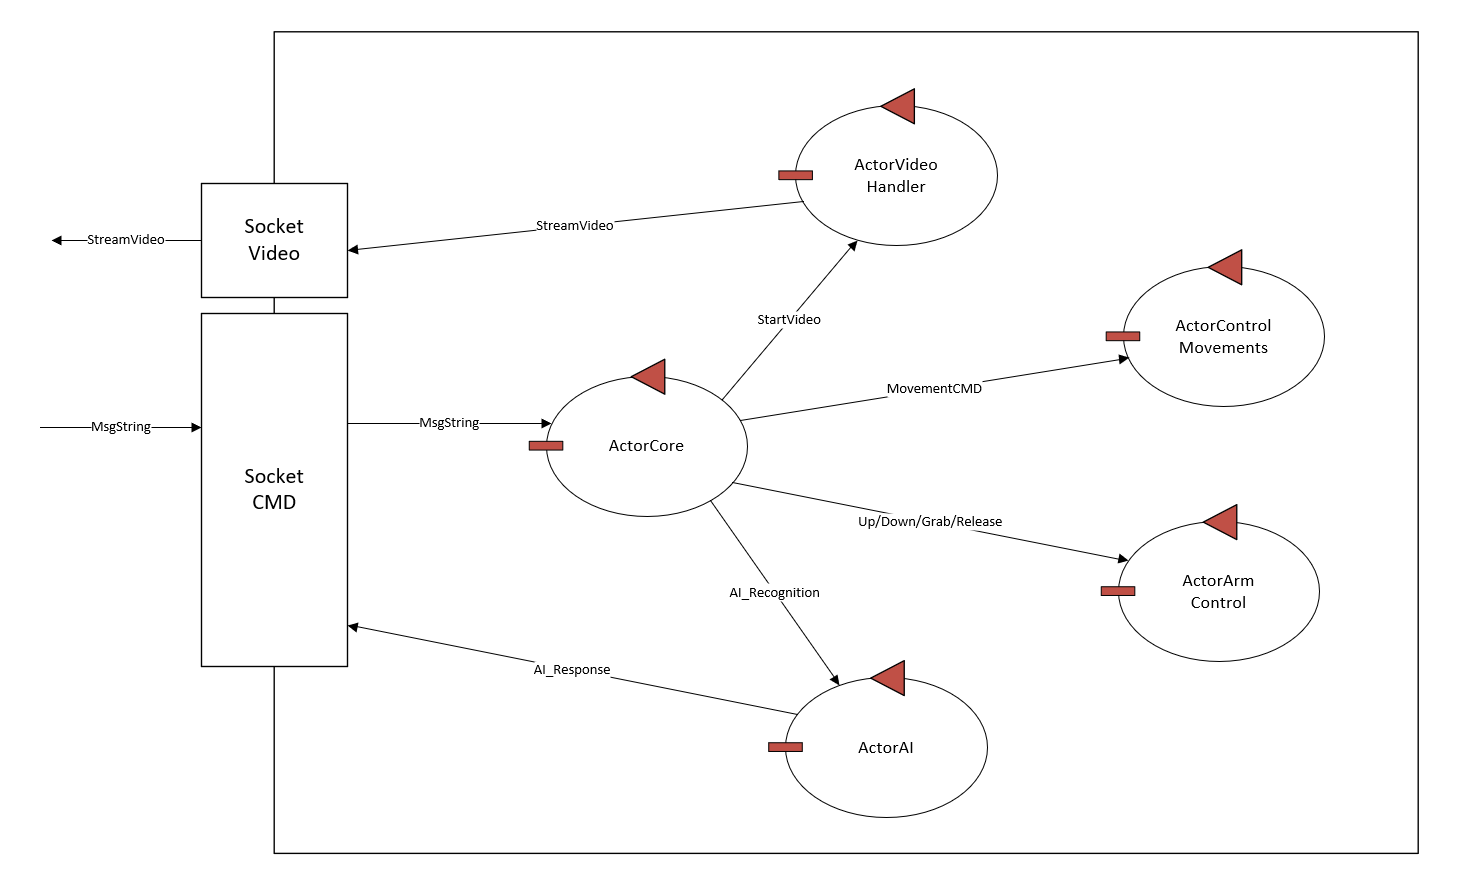 ActorVideo
Handler
Socket
Video
StreamVideo
StreamVideo
StartVideo
ActorControl
Movements
MovementCMD
MsgString
MsgString
ActorCore
Socket
CMD
Up/Down/Grab/Release
ActorArm
Control
AI_Recognition
AI_Response
ActorAI